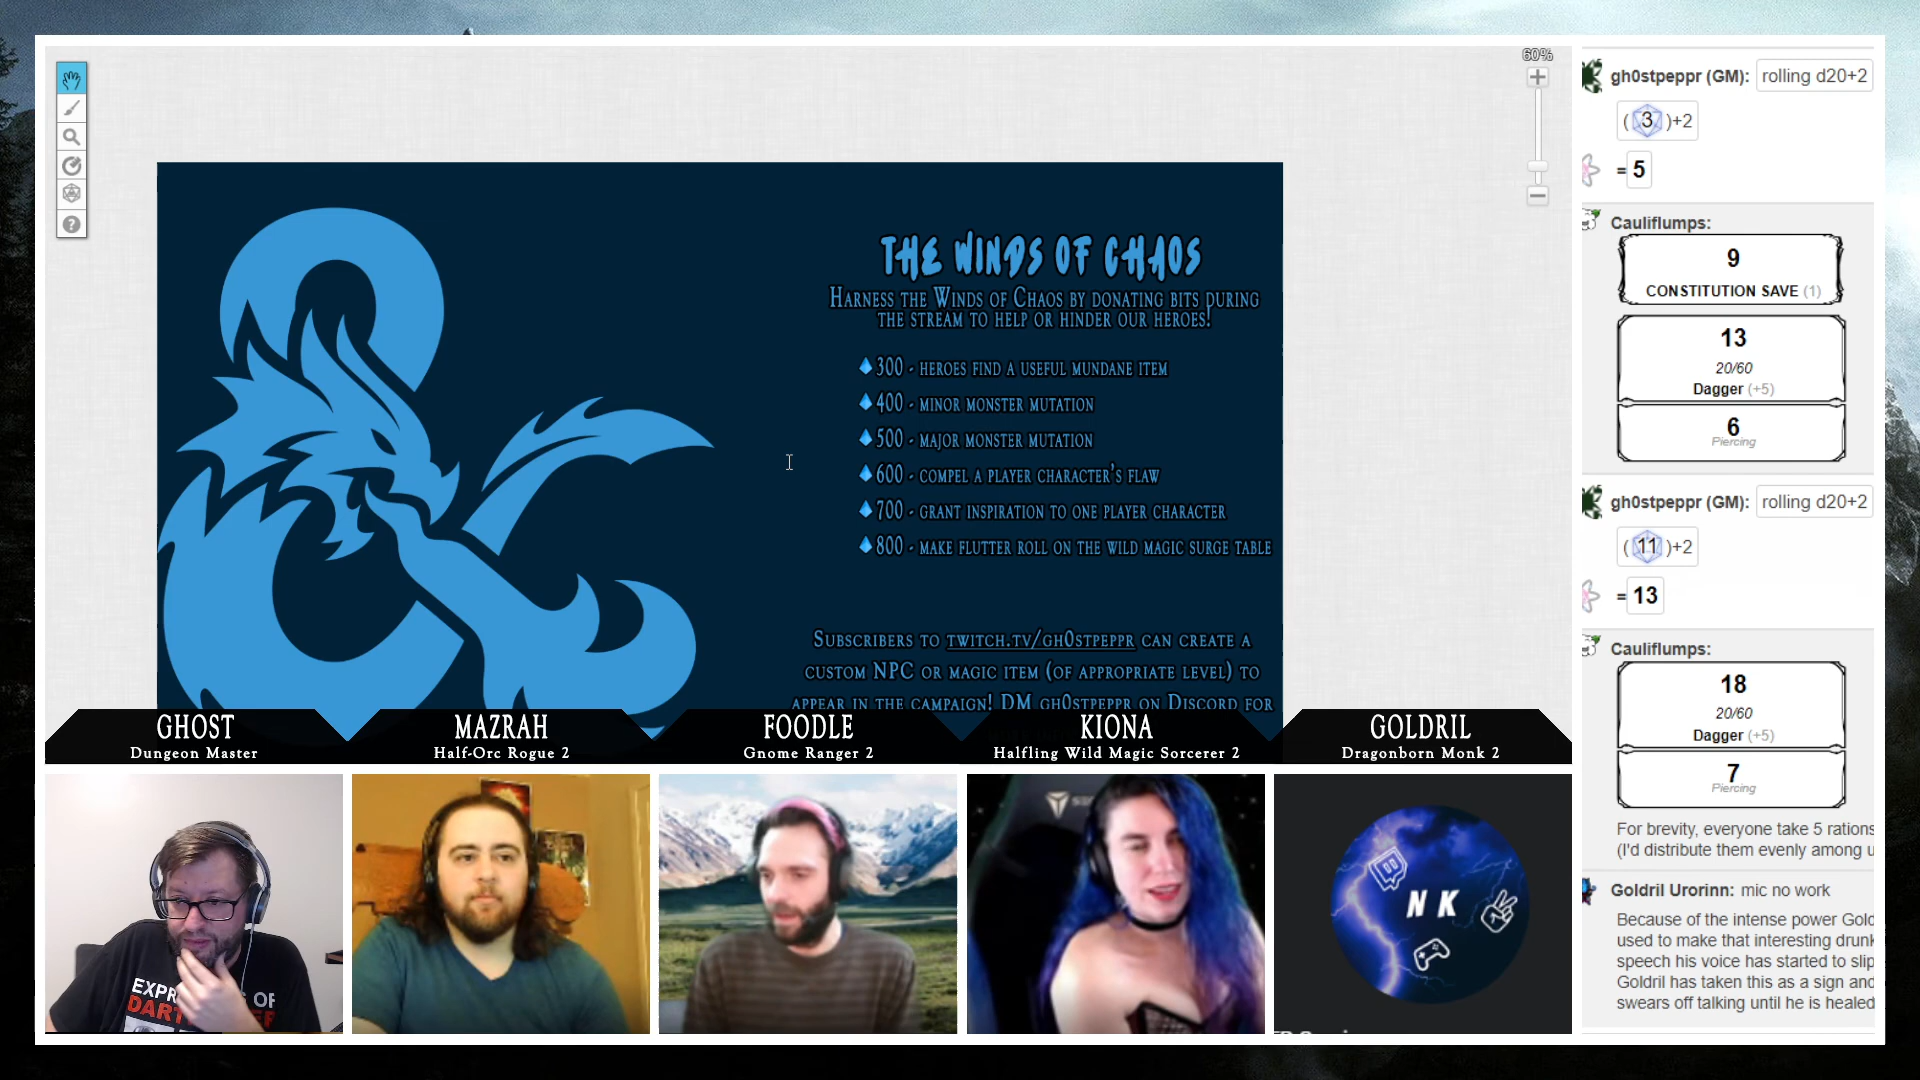 60%
THE WINDS OF CHAOS
HARNESS THE WINDS OF CHAOS BY DONATING BITS DURING
THE STREAM TO HELP OR HINDER OUR HEROES!
300 - HEROES FIND A USEFUL MUNDANE ITEM
400 - MINOR MONSTER MUTATION
500 - MAJOR MONSTER MUTATION
600 - COMPEL A PLAYER CHARACTER'S FLAW
700 - GRANT INSPIRATION TO ONE PLAYER CHARACTER
800 - MAKE FLUTTER ROLL ON THE WILD MAGIC SURGE TABLE
SUBSCRIBERS TO TWITCH.TV/GH0STPEPPR CAN CREATE A
CUSTOM NPC OR MAGIC ITEM (OF APPROPRIATE LEVEL) TO
APPEAR IN THE CAMPAIGN! DM GH0STPEPPR ON DISCORD FOR
GHOST
Dungeon Master
MAZRAH
Half-Orc Rogue 2
FOODLE
Gnome Ranger 2
KIONA
Halfling Wild Magic Sorcerer 2
GOLDRIL
Dragonborn Monk 2
EXPR OF
DART
N K
gh0stpeppr (GM): rolling d20+2
(3)+2
=5
Cauliflumps:
9
CONSTITUTION SAVE (1)
13
20/60
Dagger (+5)
6
Piercing
gh0stpeppr (GM): rolling d20+2
(11)+2
=13
Cauliflumps:
18
20/60
Dagger (+5)
7
Piercing
For brevity, everyone take 5 rations
(I'd distribute them evenly among u
Goldril Urorinn: mic no work
Because of the intense power Gold
used to make that interesting drunk
speech his voice has started to slip
Goldril has taken this as a sign and
swears off talking until he is healed